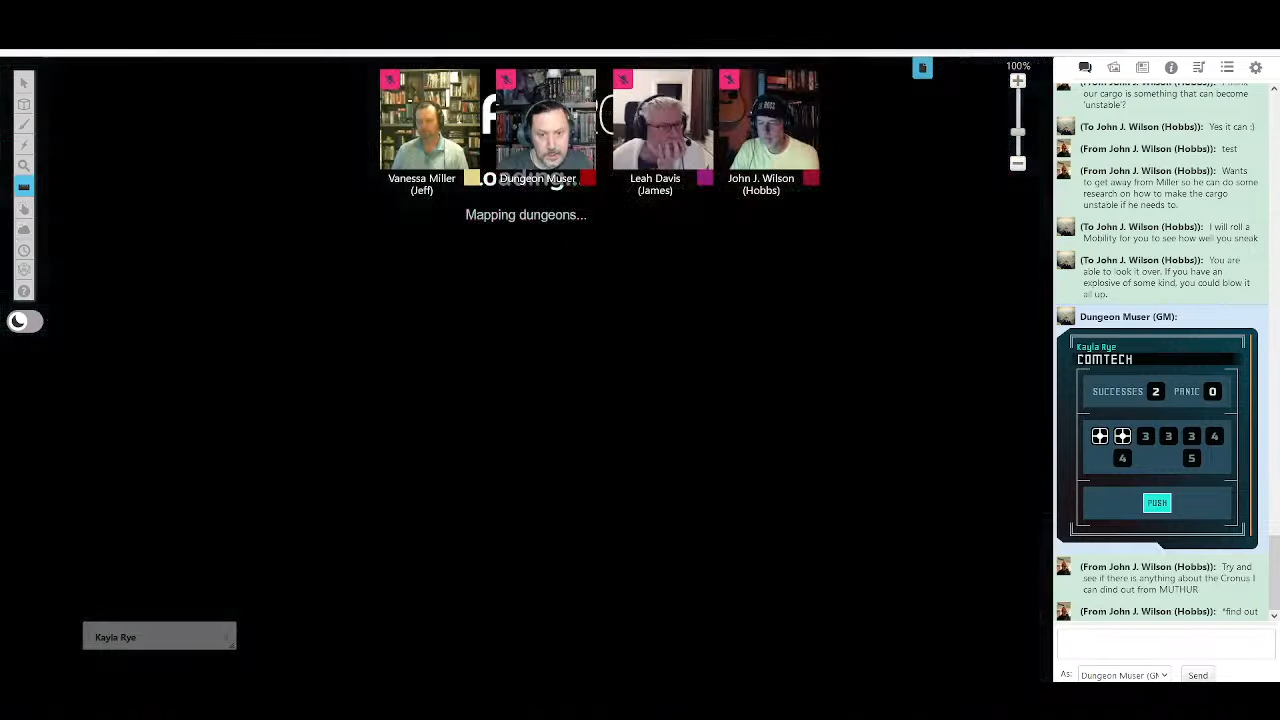 100%
Loading...
Vanessa Miller
(Jeff)
Dungeon Muser
Leah Davis
(James)
John J. Wilson
(Hobbs)
Mapping dungeons...
our cargo is something that can become
'unstable'?
(To John J. Wilson (Hobbs)): Yes it can :)
(From John J. Wilson (Hobbs)): test
(From John J. Wilson (Hobbs)):
Wants
to get away from Miller so he can do some
research on how to make the cargo
unstable if he needs to.
(To John J. Wilson (Hobbs)): I will roll a
Mobility for you to see how well you sneak
(To John J. Wilson (Hobbs)): You are
able to look it over. If you have an
explosive of some kind, you could blow it
all up.
Dungeon Muser (GM):
Kayla Rye
COMTECH
SUCCESSES 2 PANIC 0
3 3 3 4
4 5
PUSH
(From John J. Wilson (Hobbs)): Try and
see if there is anything about the Cronus I
can dind out from MUTHUR
(From John J. Wilson (Hobbs)): *find out
Kayla Rye
As: Dungeon Muser (GM
Send